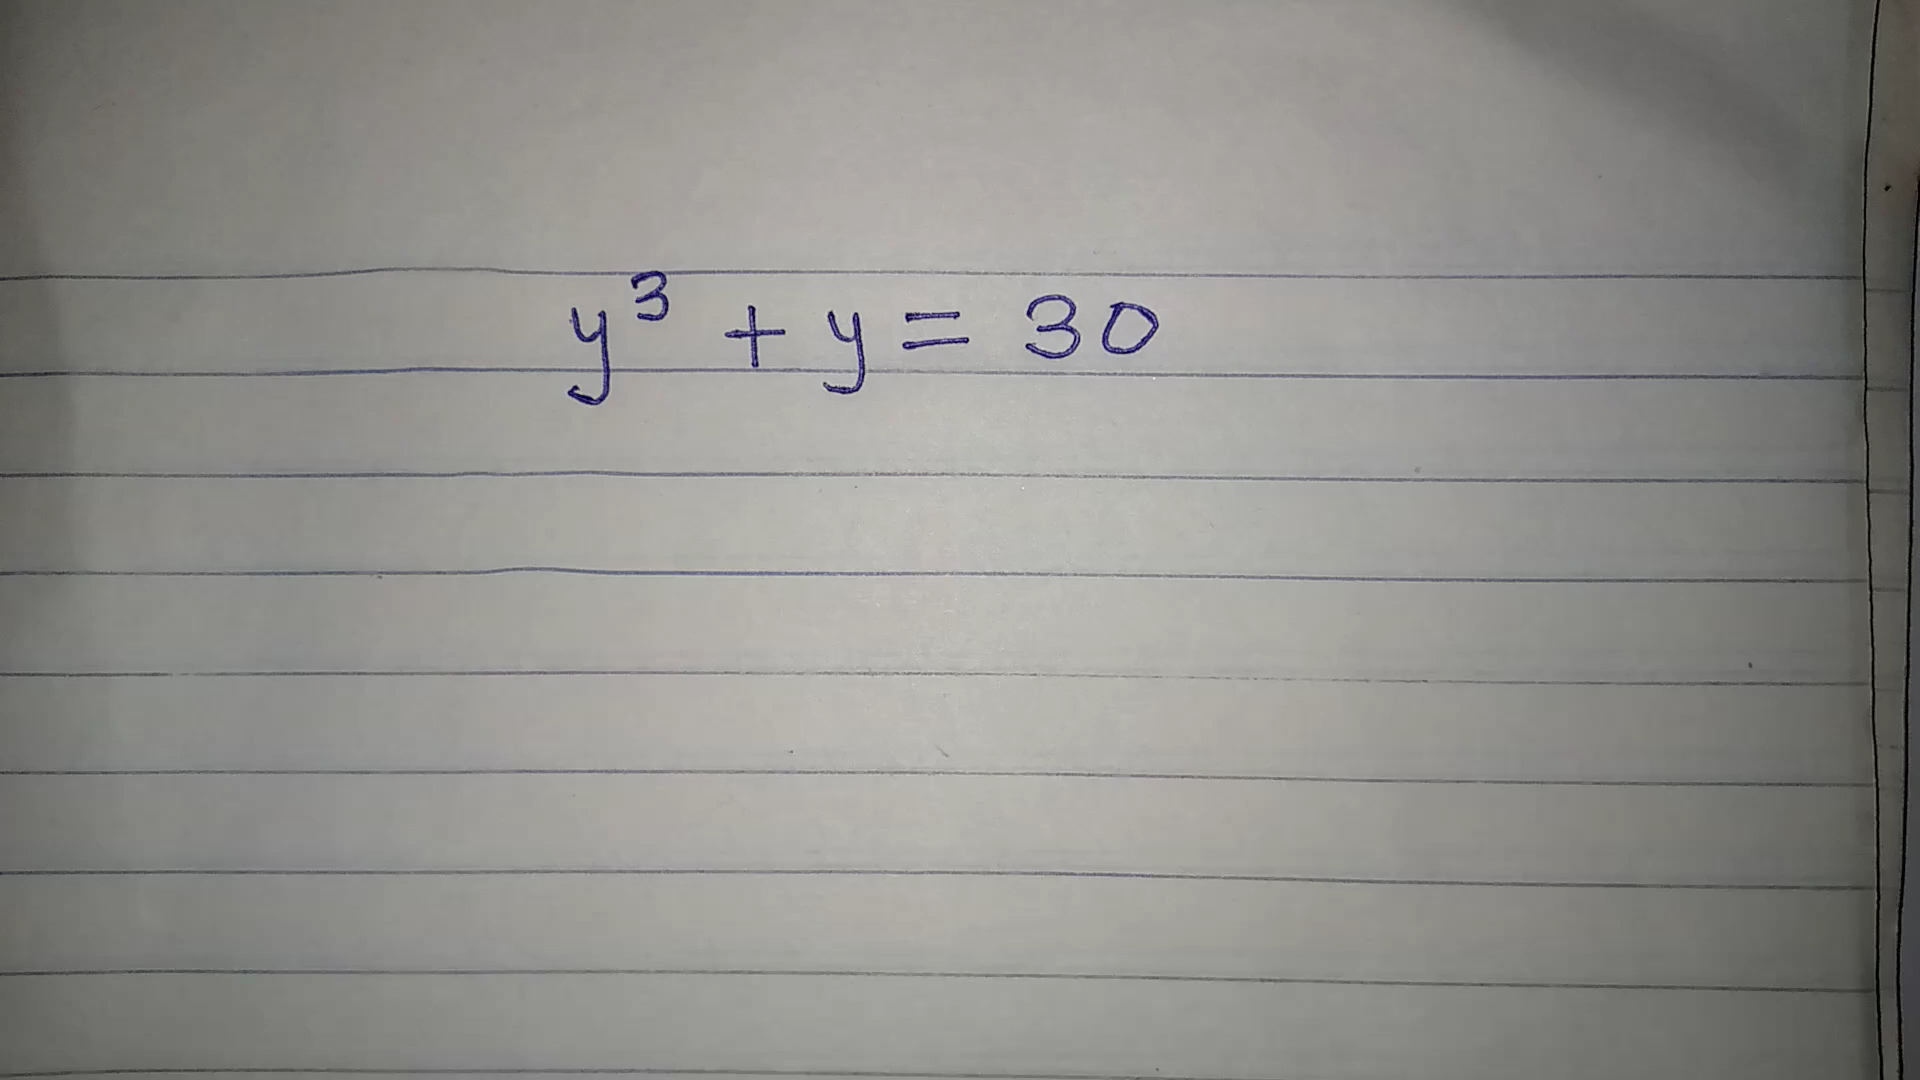 y³ + y = 30